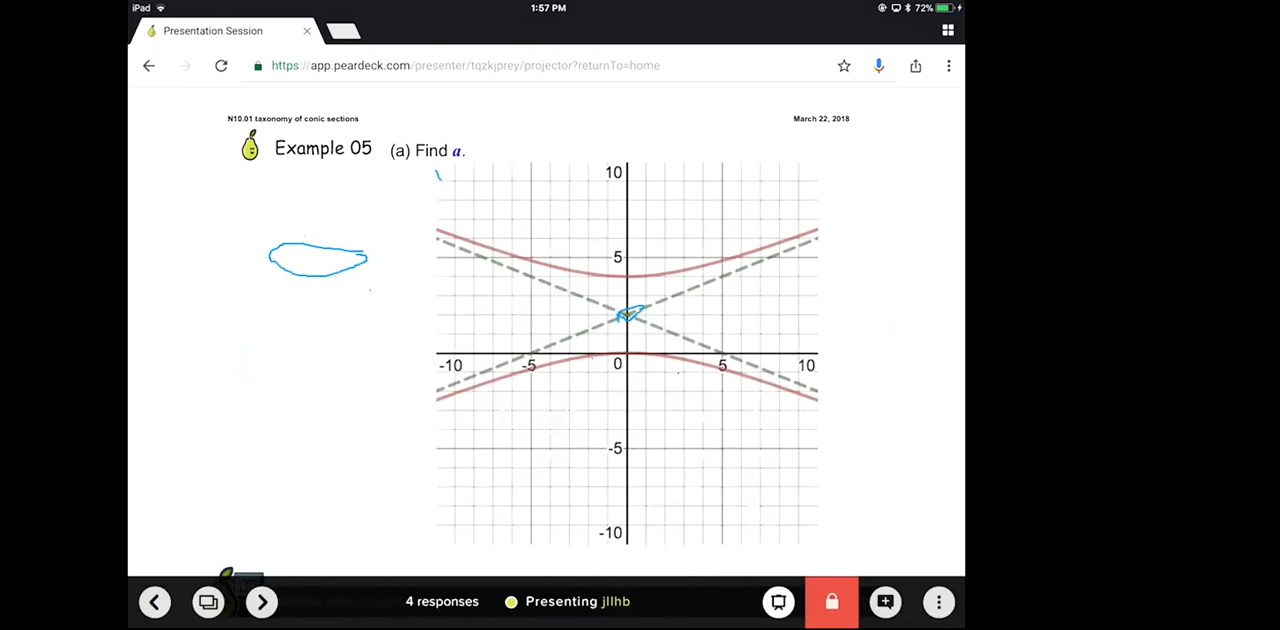 iPad 1:57 PM 72%
Presentation Session
https://app.peardeck.com/presenter/tqzkjprey/projector?returnTo=home
N10.01 taxonomy of conic sections March 22, 2018
Example 05 (a) Find a.
10
5
-10 -5 0 5 10
-5
-10
4 responses Presenting jllhb